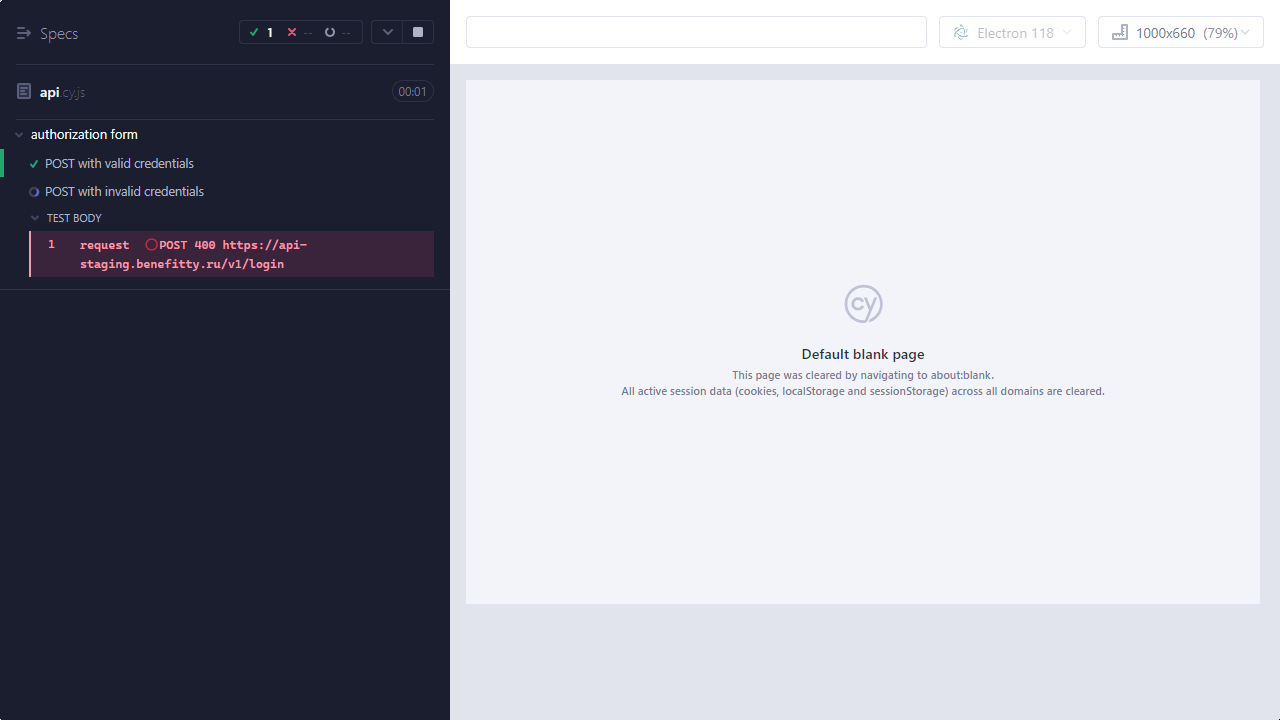 Specs
1 -- --
Electron 118
1000x660 (79%)
api.cy.js
00:01
authorization form
POST with valid credentials
POST with invalid credentials
TEST BODY
1 request POST 400 https://api-
staging.benefitty.ru/v1/login
cy
Default blank page
This page was cleared by navigating to about:blank.
All active session data (cookies, localStorage and sessionStorage) across all domains are cleared.